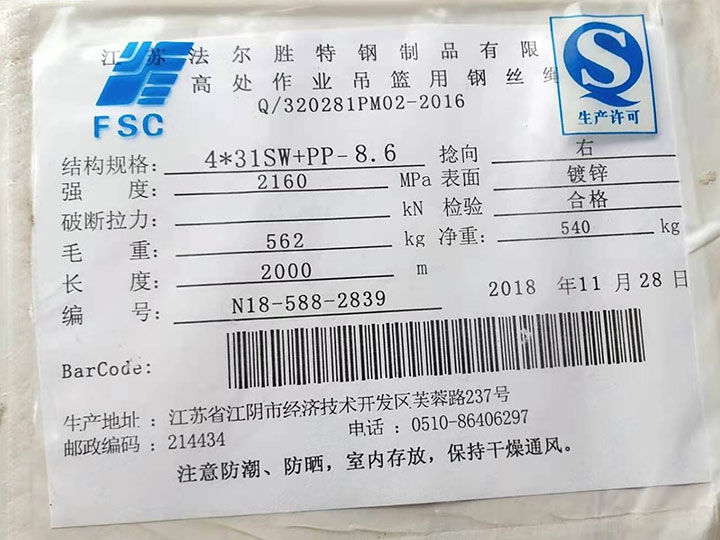 江苏法尔胜特钢制品有限
高处作业吊篮用钢丝绳
Q/320281PM02-2016
FSC
生产许可
结构规格: 4*31SW+PP-8.6 捻向 右
强 度: 2160 MPa 表面 镀锌
破断拉力: kN 检验 合格
毛 重: 562 kg 净重: 540 kg
长 度: 2000 m
编 号: N18-588-2839 2018 年11 月 28 日
BarCode:
生产地址：江苏省江阴市经济技术开发区芙蓉路237号
邮政编码：214434 电话：0510-86406297
注意防潮、防晒，室内存放，保持干燥通风。